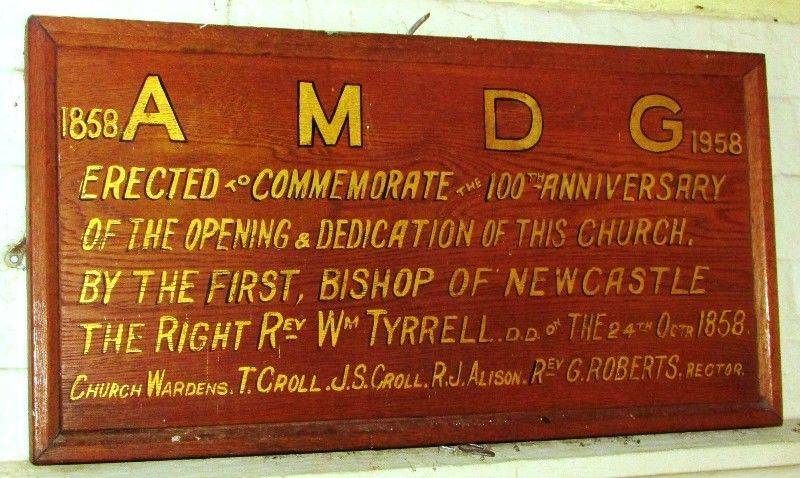 1858 A M D G 1958
ERECTED TO COMMEMORATE THE 100TH ANNIVERSARY
OF THE OPENING & DEDICATION OF THIS CHURCH.
BY THE FIRST, BISHOP OF NEWCASTLE
THE RIGHT REV WM TYRRELL. D.D. ON THE 24TH OCTR 1858.
CHURCH WARDENS. T. CROLL. J.S. CROLL. R.J. ALISON. REV G. ROBERTS. RECTOR.